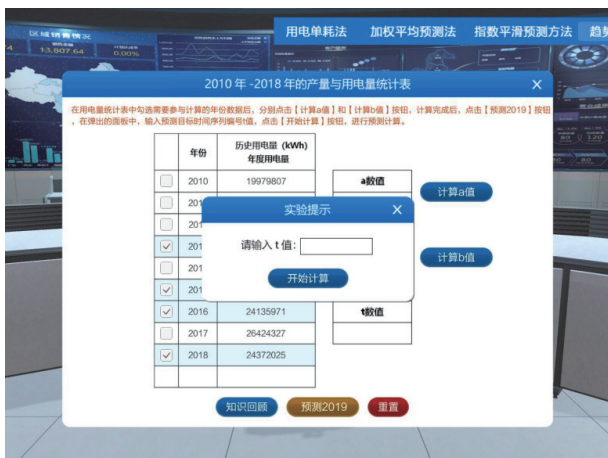 区域销售情况
用电单耗法 加权平均预测法 指数平滑预测方法 趋势
13,807.64 0.00%
2010 年 -2018 年的产量与用电量统计表 X
在用电量统计表中勾选需要参与计算的年份数据后，分别点击【计算a值】和【计算b值】按钮，计算完成后，点击【预测2019】按钮
，在弹出的面板中，输入预测目标时间序列编号t值，点击【开始计算】按钮，进行预测计算。
年份 历史用电量 (kWh)
年度用电量
2010 19979807 a数值
计算a值
201
实验提示 X
201
请输入 t 值:
201
计算b值
201
开始计算
201
2016 24135971 t数值
2017 26424327
2018 24372025
知识回顾 预测2019 重置